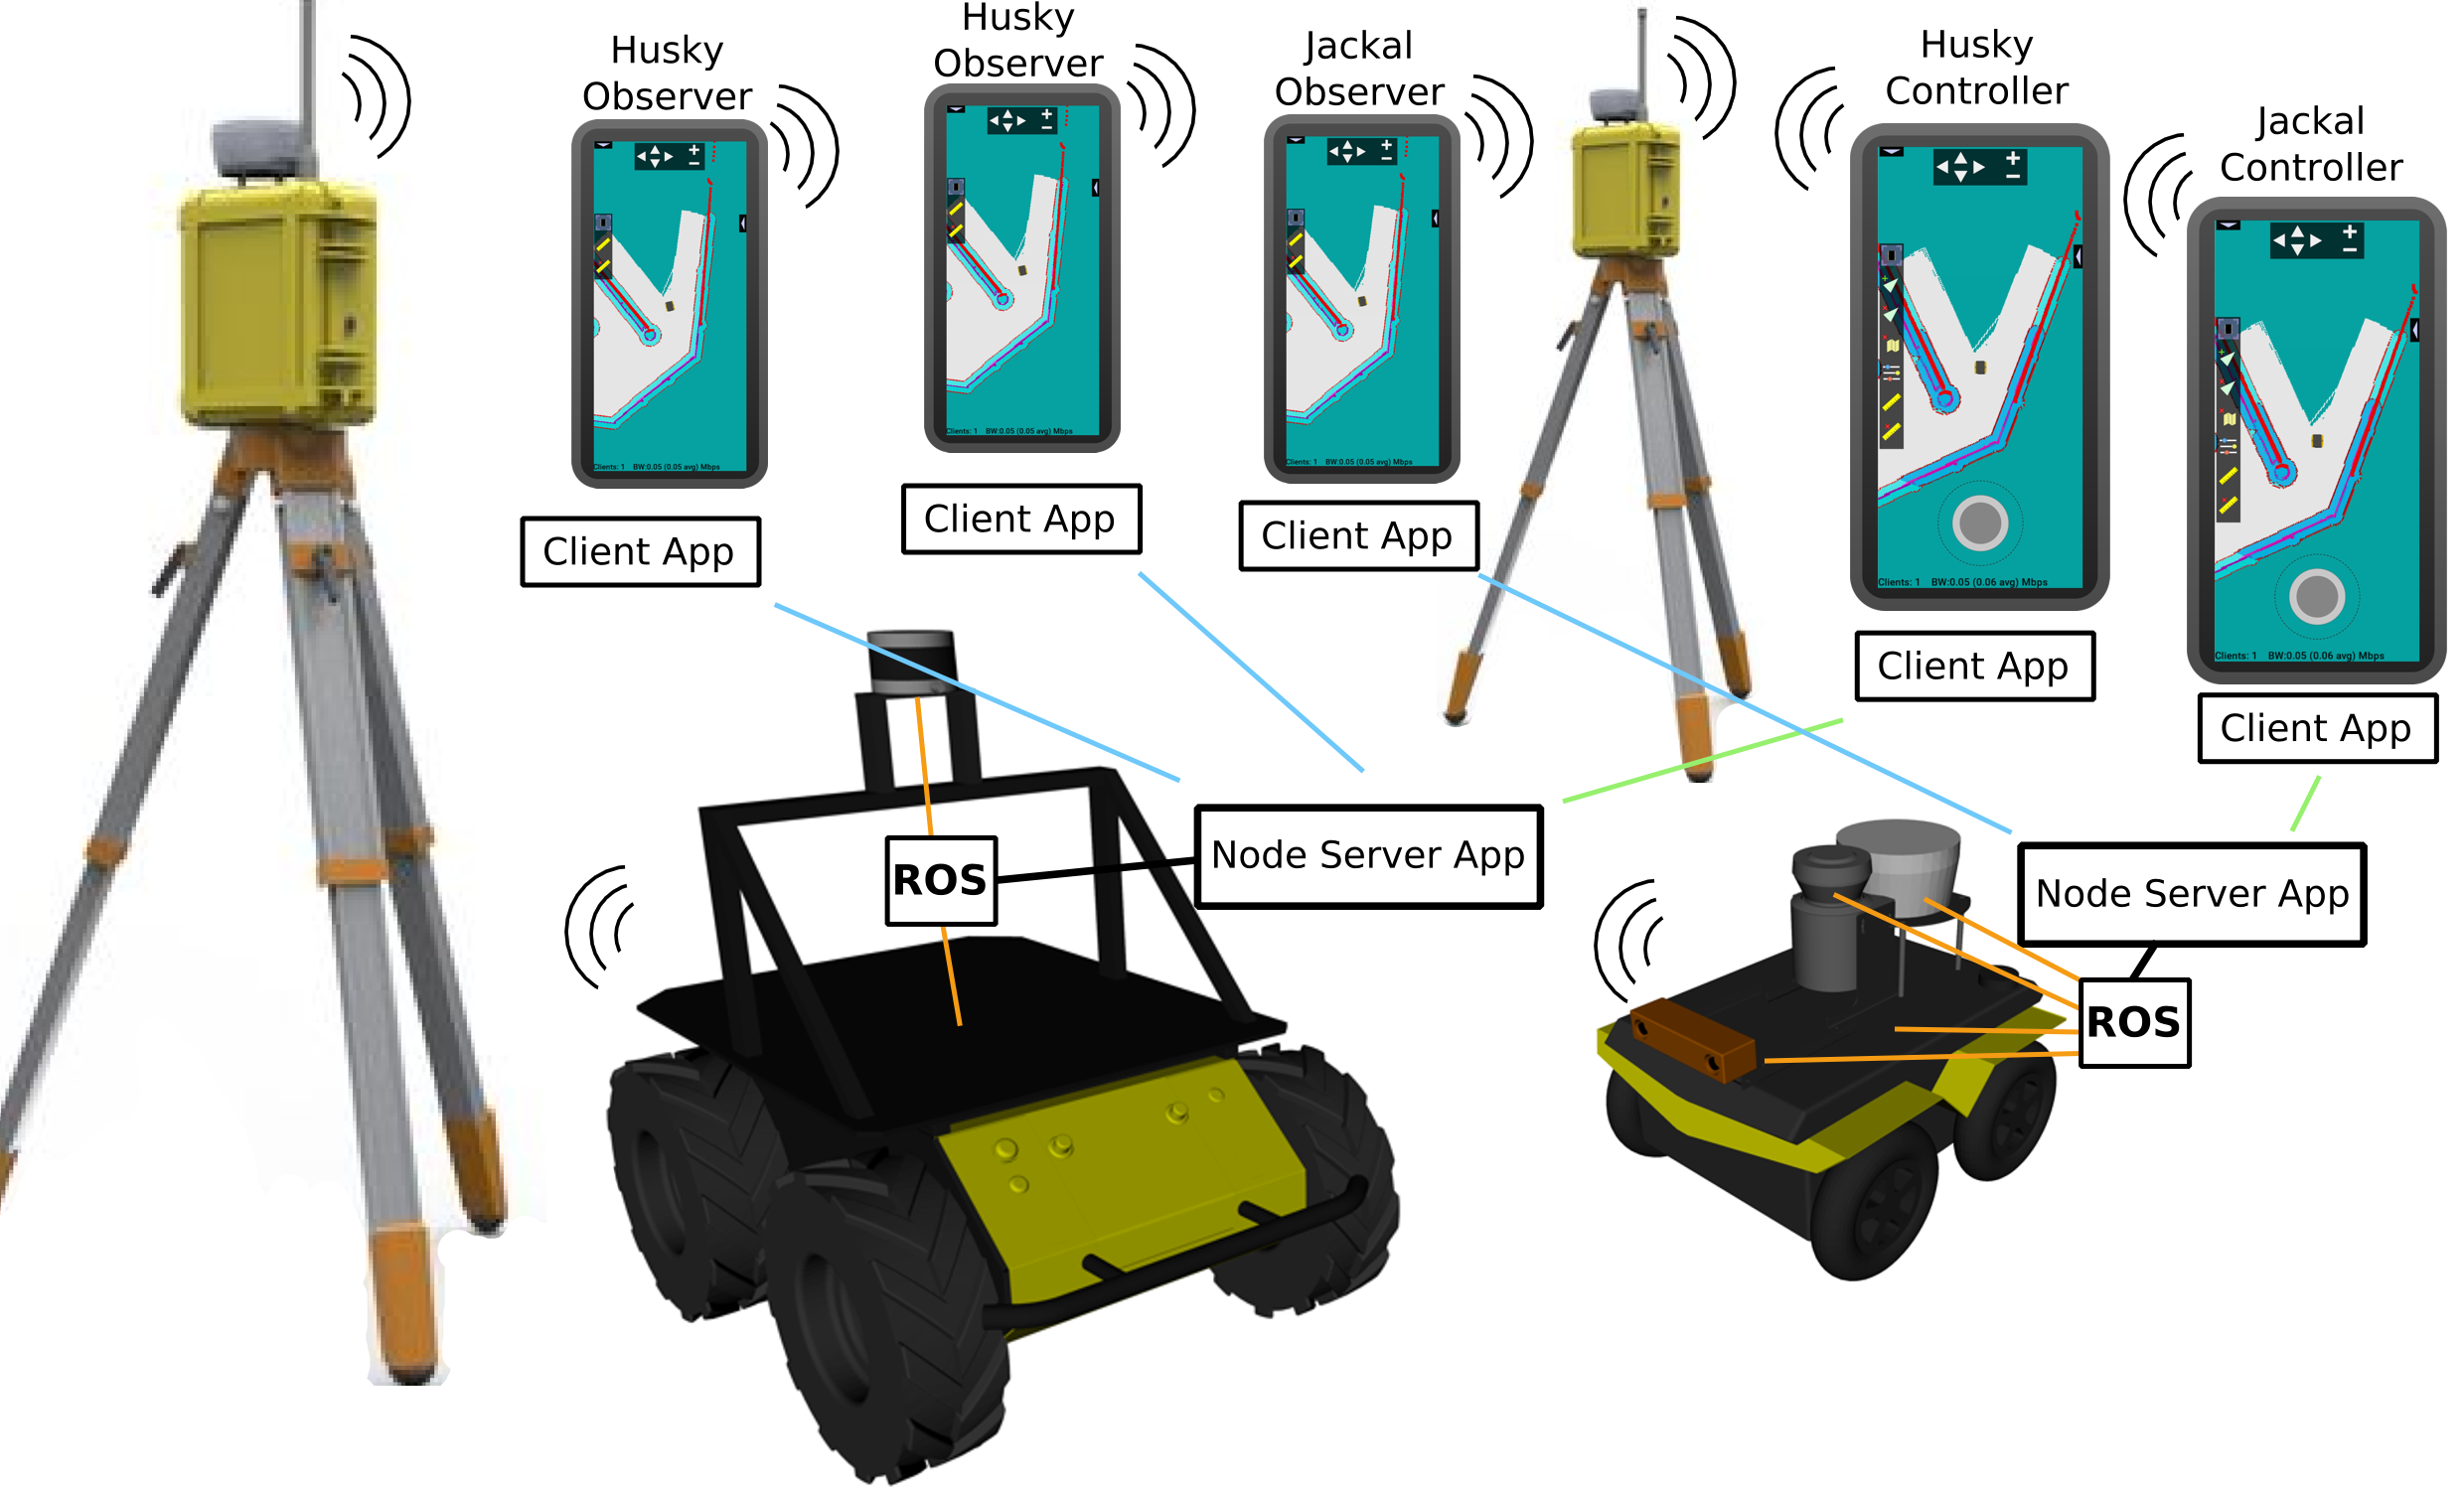 Husky
Observer
Husky
Observer
Jackal
Observer
Husky
Controller
Jackal
Controller
Clients: 1 BW:0.05 (0.05 avg) Mbps
Clients: 1 BW:0.05 (0.05 avg) Mbps
Clients: 1 BW:0.05 (0.05 avg) Mbps
Clients: 1 BW:0.05 (0.06 avg) Mbps
Clients: 1 BW:0.05 (0.06 avg) Mbps
Client App
Client App
Client App
Client App
Client App
Node Server App
ROS
Node Server App
ROS